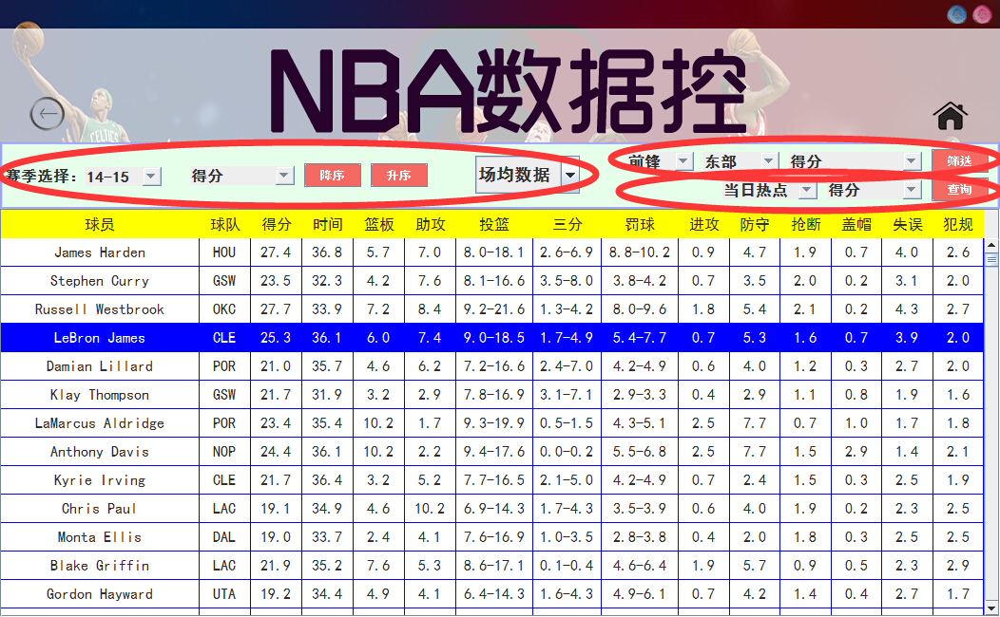 NBA数据控
CELTICS
赛季选择： 14-15 得分 降序 升序 场均数据 前锋 东部 得分 筛选
当日热点 得分 查询
球员 球队 得分 时间 篮板 助攻 投篮 三分 罚球 进攻 防守 抢断 盖帽 失误 犯规
James Harden HOU 27.4 36.8 5.7 7.0 8.0-18.1 2.6-6.9 8.8-10.2 0.9 4.7 1.9 0.7 4.0 2.6
Stephen Curry GSW 23.5 32.3 4.2 7.6 8.1-16.6 3.5-8.0 3.8-4.2 0.7 3.5 2.0 0.2 3.1 2.0
Russell Westbrook OKC 27.7 33.9 7.2 8.4 9.2-21.6 1.3-4.2 8.0-9.6 1.8 5.4 2.1 0.2 4.3 2.7
LeBron James CLE 25.3 36.1 6.0 7.4 9.0-18.5 1.7-4.9 5.4-7.7 0.7 5.3 1.6 0.7 3.9 2.0
Damian Lillard POR 21.0 35.7 4.6 6.2 7.2-16.6 2.4-7.0 4.2-4.9 0.6 4.0 1.2 0.3 2.7 2.0
Klay Thompson GSW 21.7 31.9 3.2 2.9 7.8-16.9 3.1-7.1 2.9-3.3 0.4 2.9 1.1 0.8 1.9 1.6
LaMarcus Aldridge POR 23.4 35.4 10.2 1.7 9.3-19.9 0.5-1.5 4.3-5.1 2.5 7.7 0.7 1.0 1.7 1.8
Anthony Davis NOP 24.4 36.1 10.2 2.2 9.4-17.6 0.0-0.2 5.5-6.8 2.5 7.7 1.5 2.9 1.4 2.1
Kyrie Irving CLE 21.7 36.4 3.2 5.2 7.7-16.5 2.1-5.0 4.2-4.9 0.7 2.4 1.5 0.3 2.5 1.9
Chris Paul LAC 19.1 34.9 4.6 10.2 6.9-14.3 1.7-4.3 3.5-3.9 0.6 4.0 1.9 0.2 2.3 2.5
Monta Ellis DAL 19.0 33.7 2.4 4.1 7.6-16.9 1.0-3.5 2.8-3.8 0.4 2.0 1.8 0.3 2.5 2.5
Blake Griffin LAC 21.9 35.2 7.6 5.3 8.6-17.1 0.1-0.4 4.6-6.4 1.9 5.7 0.9 0.5 2.3 2.9
Gordon Hayward UTA 19.2 34.4 4.9 4.1 6.4-14.3 1.6-4.3 4.9-6.1 0.7 4.2 1.4 0.4 2.7 1.7